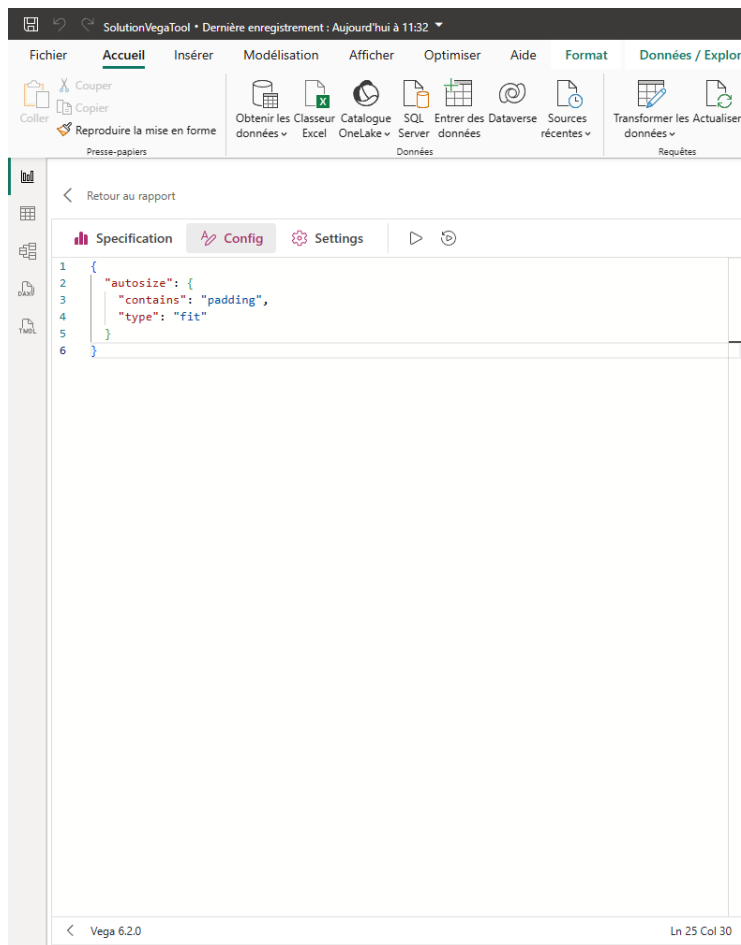 SolutionVegaTool • Dernière enregistrement : Aujourd'hui à 11:32
Fichier Accueil Insérer Modélisation Afficher Optimiser Aide Format Données / Explor
Coller
Couper
Copier
Reproduire la mise en forme
Presse-papiers
Obtenir les données
Classeur Excel
Catalogue OneLake
SQL Server
Entrer des données
Dataverse
Sources récentes
Données
Transformer les données
Actualiser
Requêtes
DAX
TMDL
Retour au rapport
Specification Config Settings
1 {
2 "autosize": {
3 "contains": "padding",
4 "type": "fit"
5 }
6 }
Vega 6.2.0
Ln 25 Col 30